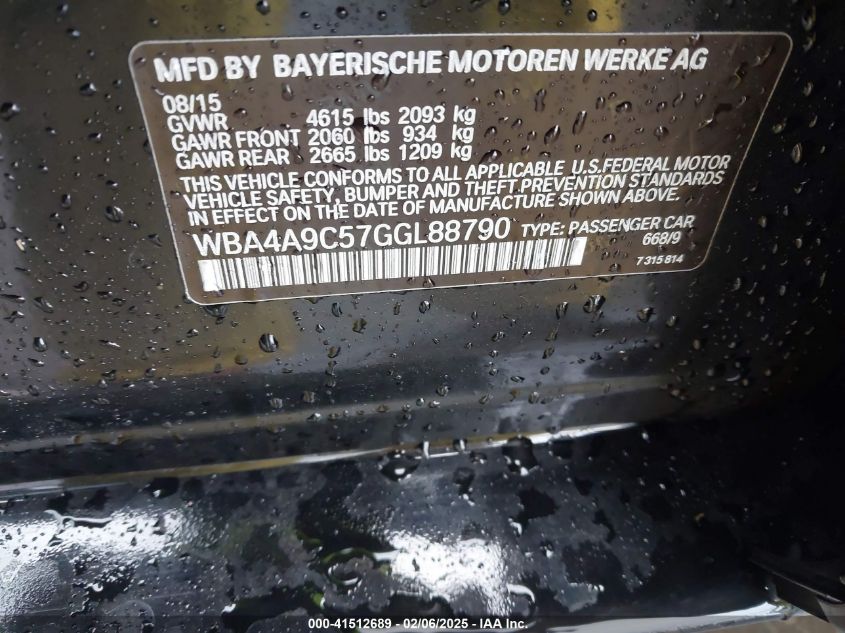 MFD BY BAYERISCHE MOTOREN WERKE AG
08/15
GVWR 4615 lbs 2093 kg
GAWR FRONT 2060 lbs 934 kg
GAWR REAR 2665 lbs 1209 kg
THIS VEHICLE CONFORMS TO ALL APPLICABLE U.S.FEDERAL MOTOR
VEHICLE SAFETY, BUMPER AND THEFT PREVENTION STANDARDS
IN EFFECT ON THE DATE OF MANUFACTURE SHOWN ABOVE.
WBA4A9C57GGL88790 TYPE: PASSENGER CAR
668/9
7 315 814
000-41512689 - 02/06/2025 - IAA Inc.